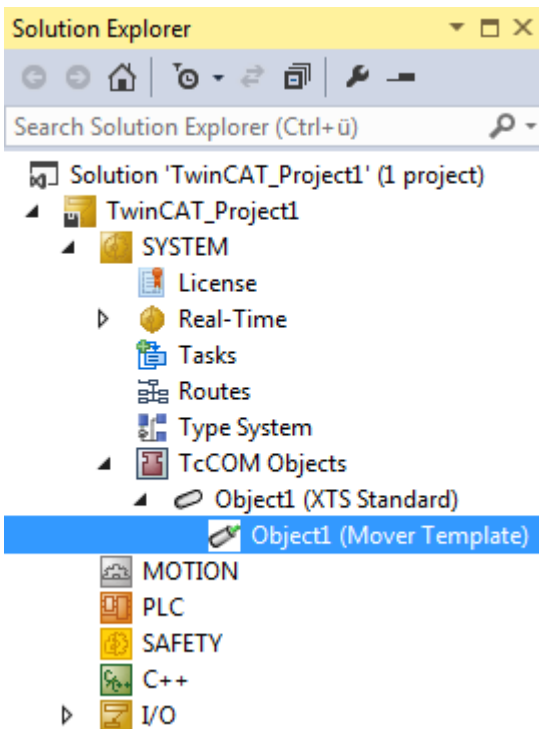 Solution Explorer
Search Solution Explorer (Ctrl+ü)
Solution 'TwinCAT_Project1' (1 project)
TwinCAT_Project1
SYSTEM
License
Real-Time
Tasks
Routes
Type System
TcCOM Objects
Object1 (XTS Standard)
Object1 (Mover Template)
MOTION
PLC
SAFETY
C++
I/O